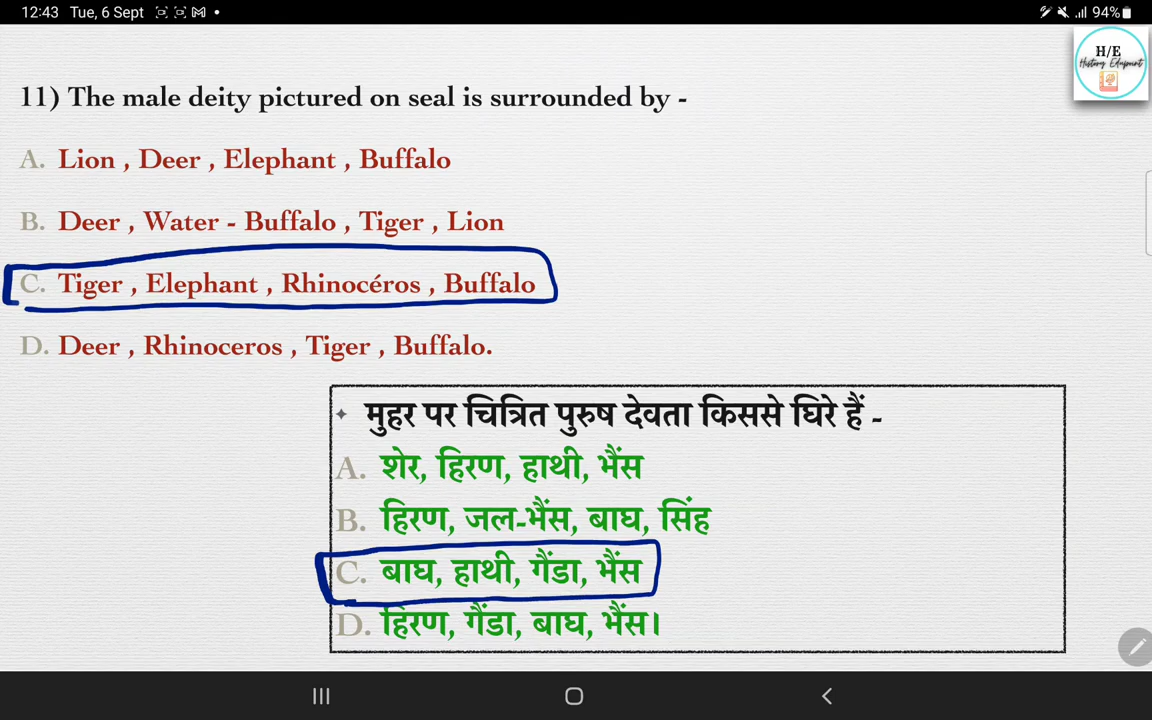 12:43 Tue, 6 Sept
94%
H/E
History Edupoint
11) The male deity pictured on seal is surrounded by -
A. Lion , Deer , Elephant , Buffalo
B. Deer , Water - Buffalo , Tiger , Lion
C. Tiger , Elephant , Rhinocéros , Buffalo
D. Deer , Rhinoceros , Tiger , Buffalo.
मुहर पर चित्रित पुरुष देवता किससे घिरे हैं -
A. शेर, हिरण, हाथी, भैंस
B. हिरण, जल-भैंस, बाघ, सिंह
C. बाघ, हाथी, गैंडा, भैंस
D. हिरण, गैंडा, बाघ, भैंस।